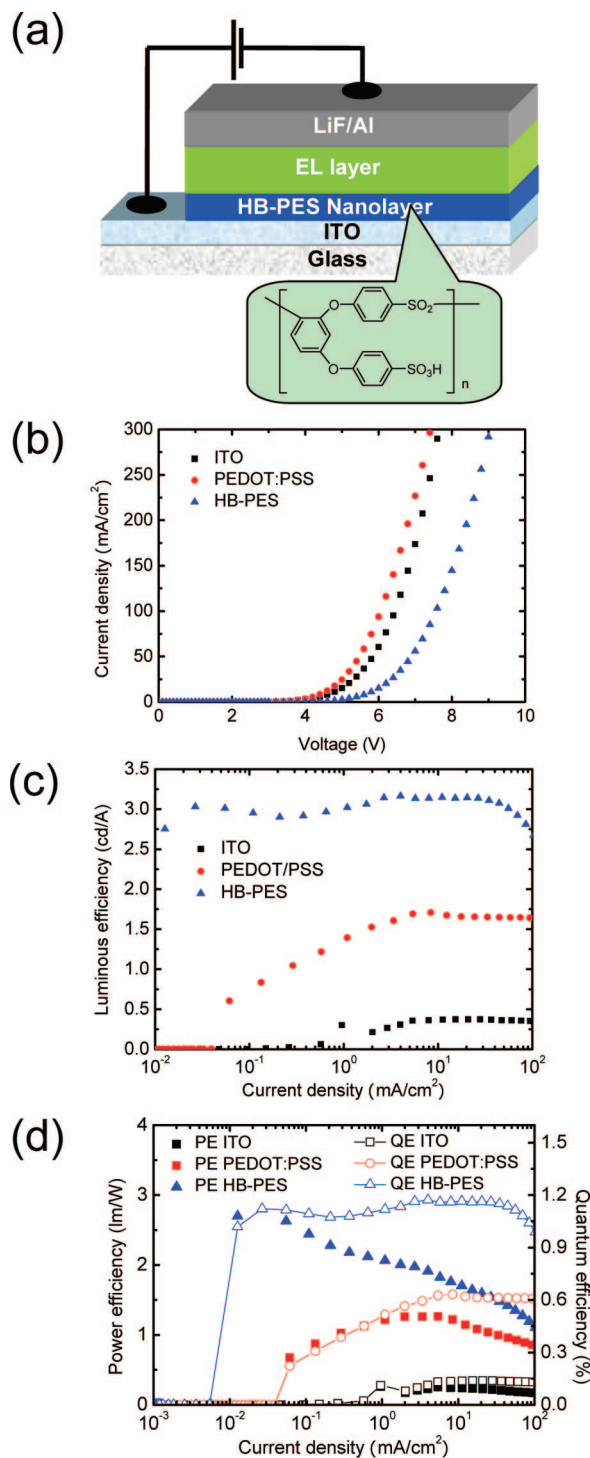 (a)
LiF/Al
EL layer
HB-PES Nanolayer
ITO
Glass
O
SO2
O
SO3H
n
(b)
300
250
200
150
100
50
0
Current density (mA/cm2)
ITO
PEDOT:PSS
HB-PES
0 2 4 6 8 10
Voltage (V)
(c)
3.5
3.0
2.5
2.0
1.5
1.0
0.5
0.0
Luminous efficiency (cd/A)
ITO
PEDOT/PSS
HB-PES
10-2 10-1 100 101 102
Current density (mA/cm2)
(d)
PE ITO QE ITO
PE PEDOT:PSS QE PEDOT:PSS
PE HB-PES QE HB-PES
4
3
2
1
0
Power efficiency (lm/W)
1.5
1.2
0.9
0.6
0.3
0.0
Quantum efficiency (%)
10-3 10-2 10-1 100 101 102
Current density (mA/cm2)